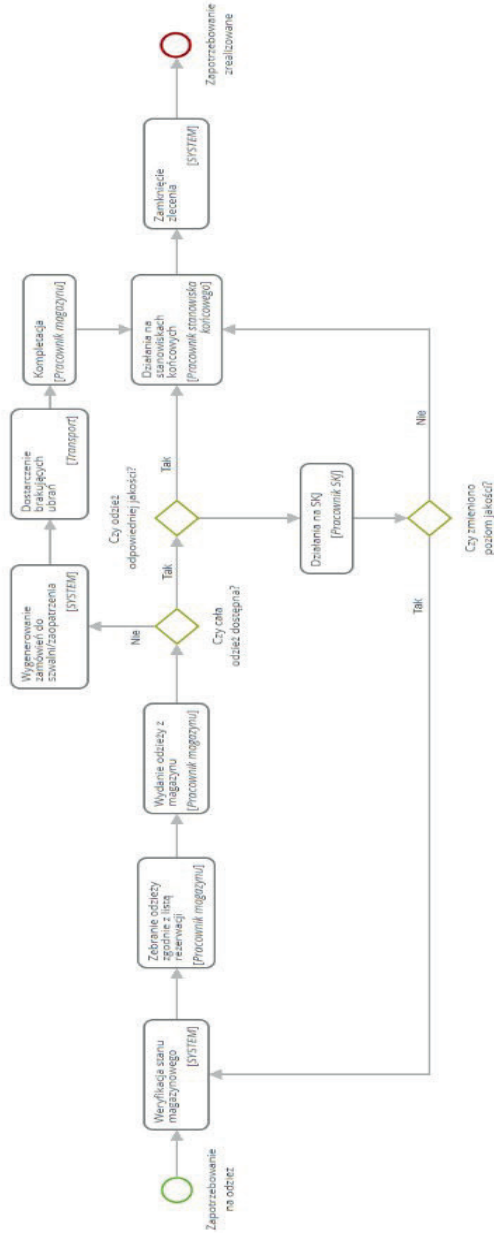 Zapotrzebowanie
na odzież
Weryfikacja stanu
magazynowego
[SYSTEM]
Zebranie odzieży
zgodnie z listą
rezerwacji
[Pracownik magazynu]
Wydanie odzieży z
magazynu
[Pracownik magazynu]
Czy cała
odzież dostępna?
Nie
Wygenerowanie
zamówień do
szwalni/zaopatrzenia
[SYSTEM]
Dostarczenie
brakujących
ubrań
[Transport]
Kompletacja
[Pracownik magazynu]
Tak
Czy odzież
odpowiedniej jakości?
Tak
Działania na
stanowiskach
końcowych
[Pracownik stanowiska
końcowego]
Zamknięcie
zlecenia
[SYSTEM]
Zapotrzebowanie
zrealizowane
Działania na SKJ
[Pracownik SKJ]
Czy zmieniono
poziom jakości?
Tak
Nie